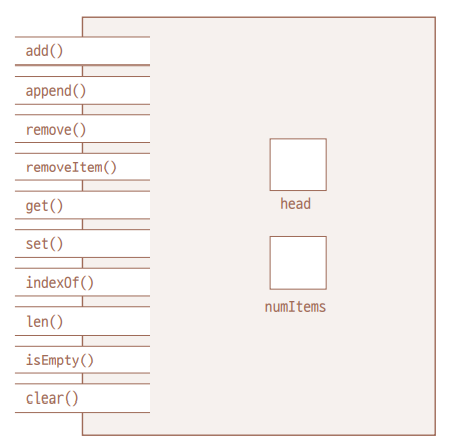 add()
append()
remove()
removeItem()
get()
set()
indexOf()
len()
isEmpty()
clear()
head
numItems